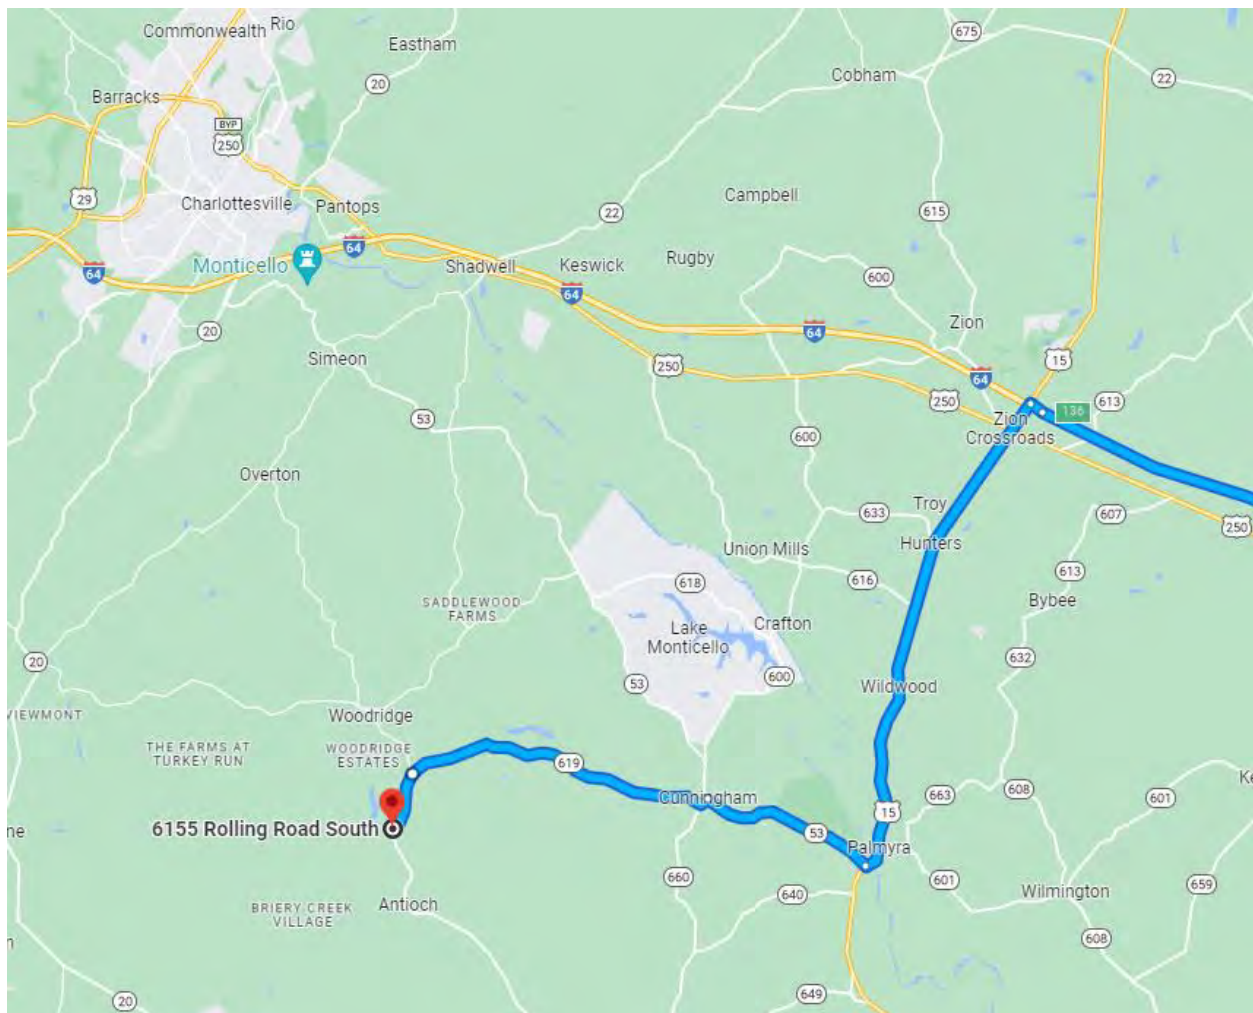 Commonwealth
Rio
Eastham
675
Cobham
20
22
Barracks
BYP
250
29
Charlottesville
Pantops
Campbell
22
615
64
Monticello
64
Shadwell
Keswick
Rugby
600
64
64
Zion
20
15
Simeon
250
64
250
136
613
Zion
Crossroads
53
600
Overton
Troy
633
607
250
Hunters
Union Mills
618
616
613
Bybee
SADDLEWOOD
FARMS
Lake
Monticello
Crafton
632
20
53
600
Wildwood
VIEWMONT
Woodridge
THE FARMS AT
TURKEY RUN
WOODRIDGE
ESTATES
619
Ke
Cunningham
663
608
601
15
ne
6155 Rolling Road South
53
Palmyra
660
640
601
Wilmington
659
BRIERY CREEK
VILLAGE
Antioch
608
n
20
649